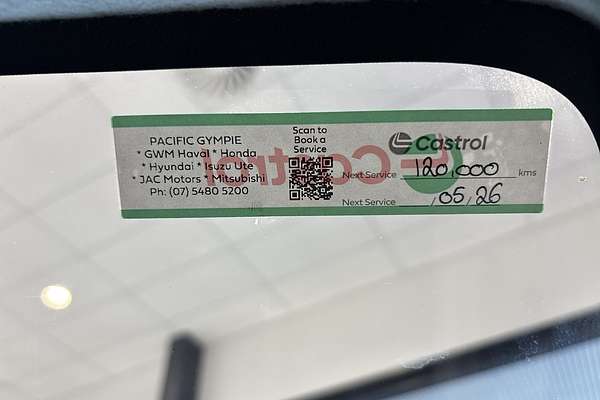 PACIFIC GYMPIE
* GWM Haval * Honda
* Hyundai * Isuzu Ute
* JAC Motors * Mitsubishi
Ph: (07) 5480 5200
Scan to
Book a
Service
Castrol
Next Service 120,000 kms
Next Service /05/26
Castrol